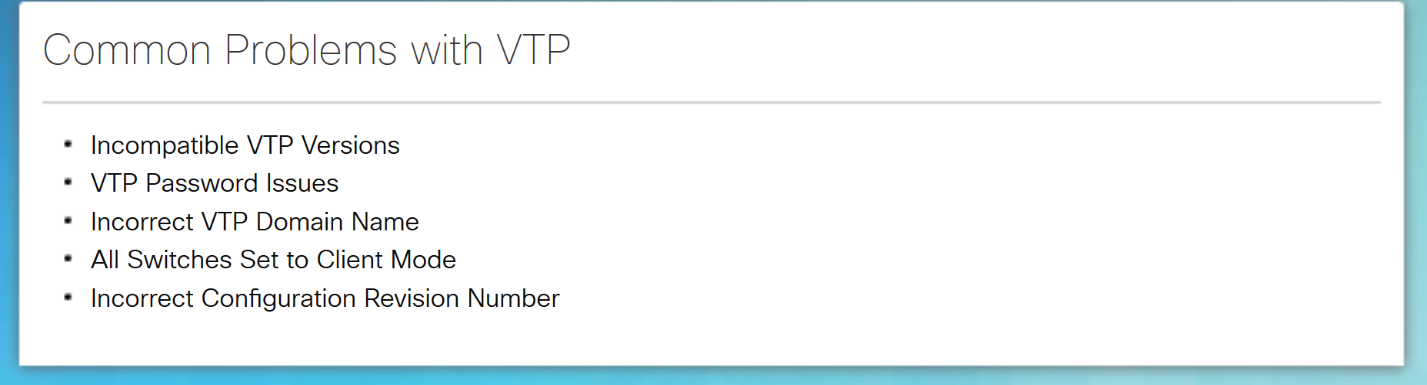 Common Problems with VTP
▪ Incompatible VTP Versions
▪ VTP Password Issues
▪ Incorrect VTP Domain Name
▪ All Switches Set to Client Mode
▪ Incorrect Configuration Revision Number